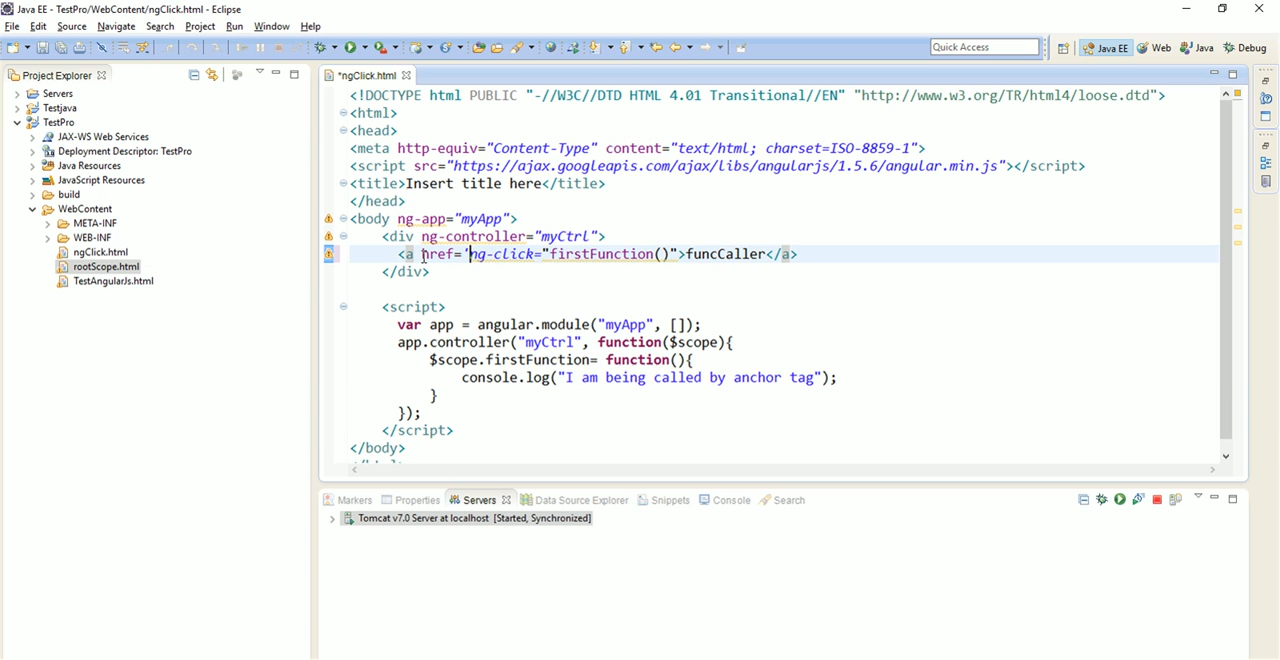 Java EE - TestPro/WebContent/ngClick.html - Eclipse
File Edit Source Navigate Search Project Run Window Help
Quick Access
Java EE
Web
Java
Debug
Project Explorer
*ngClick.html
Servers
Testjava
TestPro
JAX-WS Web Services
Deployment Descriptor: TestPro
Java Resources
JavaScript Resources
build
WebContent
META-INF
WEB-INF
ngClick.html
rootScope.html
TestAngularJs.html
<!DOCTYPE html PUBLIC "-//W3C//DTD HTML 4.01 Transitional//EN" "http://www.w3.org/TR/html4/loose.dtd">
<html>
<head>
<meta http-equiv="Content-Type" content="text/html; charset=ISO-8859-1">
<script src="https://ajax.googleapis.com/ajax/libs/angularjs/1.5.6/angular.min.js"></script>
<title>Insert title here</title>
</head>
<body ng-app="myApp">
<div ng-controller="myCtrl">
<a href='ng-click="firstFunction()">funcCaller</a>
</div>
<script>
var app = angular.module("myApp", []);
app.controller("myCtrl", function($scope){
$scope.firstFunction= function(){
console.log("I am being called by anchor tag");
}
});
</script>
</body>
Markers Properties Servers Data Source Explorer Snippets Console Search
Tomcat v7.0 Server at localhost [Started, Synchronized]